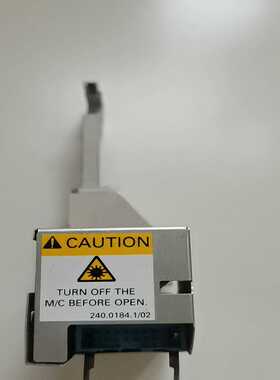 CAUTION
TURN OFF THE
M/C BEFORE OPEN.
240.0184.1/02